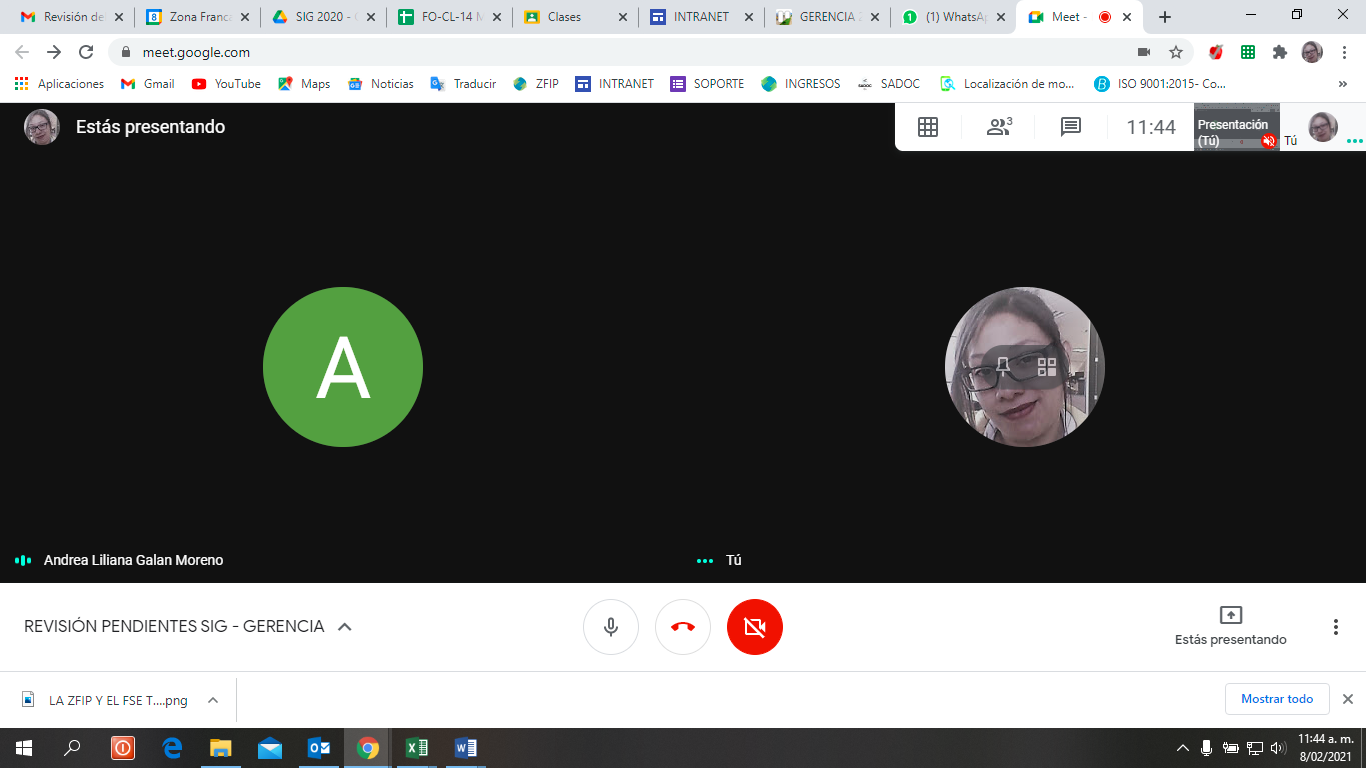 Revisión de
Zona Franca
SIG 2020 -
FO-CL-14 M
Clases
INTRANET
GERENCIA 2
(1) WhatsAp
Meet -
meet.google.com
Aplicaciones
Gmail
YouTube
Maps
Noticias
Traducir
ZFIP
INTRANET
SOPORTE
INGRESOS
SADOC
Localización de mo...
ISO 9001:2015- Co...
»
Estás presentando
3
11:44
Presentación
(Tú)
Tú
A
Andrea Liliana Galan Moreno
Tú
REVISIÓN PENDIENTES SIG - GERENCIA
Estás presentando
LA ZFIP Y EL FSE T....png
Mostrar todo
11:44 a. m.
8/02/2021